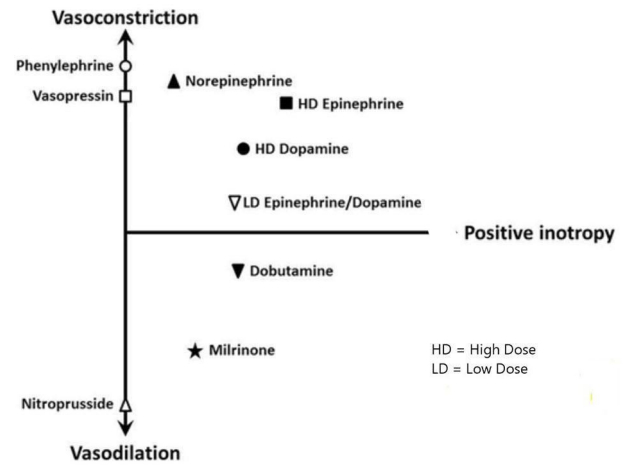 Vasoconstriction
Phenylephrine
Norepinephrine
Vasopressin
HD Epinephrine
HD Dopamine
LD Epinephrine/Dopamine
Positive inotropy
Dobutamine
Milrinone
HD = High Dose
LD = Low Dose
Nitroprusside
Vasodilation